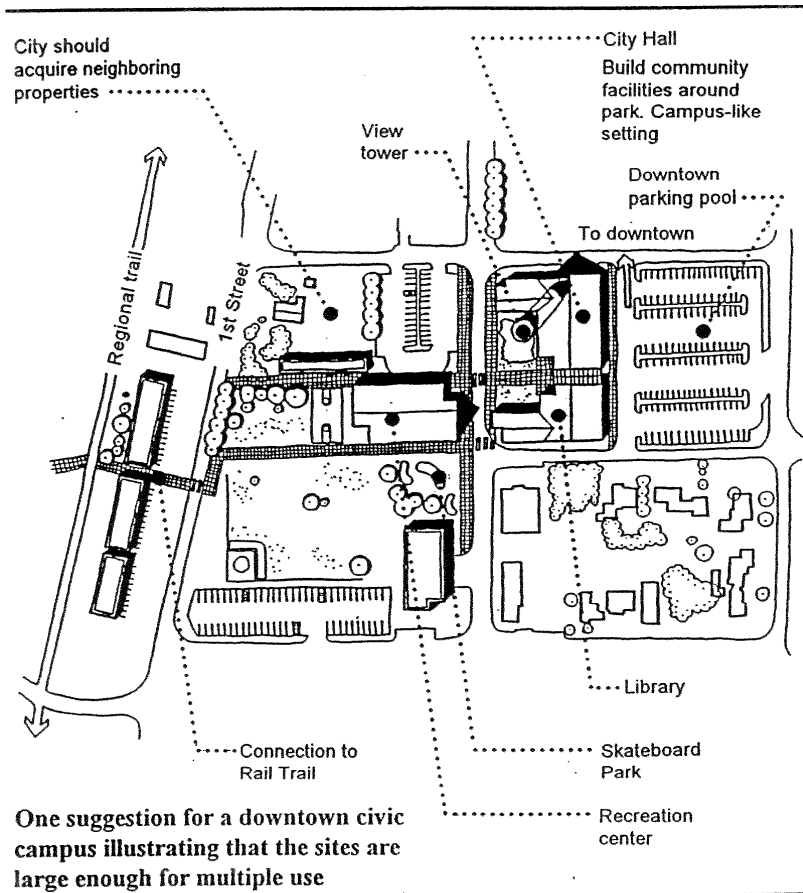 City should
acquire neighboring
properties
City Hall
Build community
facilities around
park. Campus-like
setting
View
tower
Downtown
parking pool
To downtown
Regional trail
1st Street
Library
Connection to
Rail Trail
Skateboard
Park
Recreation
center
One suggestion for a downtown civic
campus illustrating that the sites are
large enough for multiple use